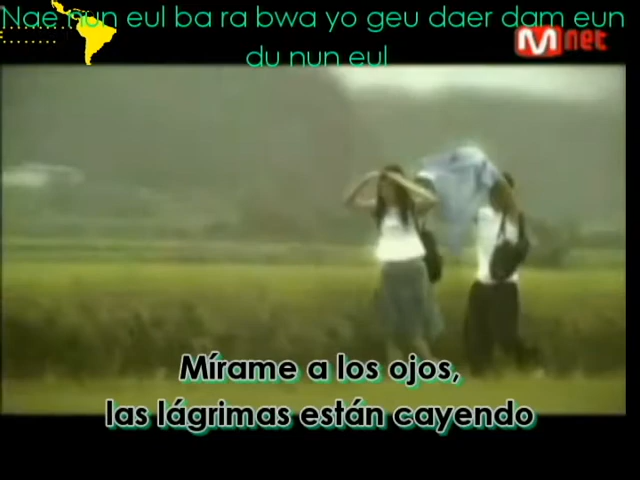 Nae nun eul ba ra bwa yo geu daer dam eun
du nun eul
Mnet
Mírame a los ojos,
las lágrimas están cayendo